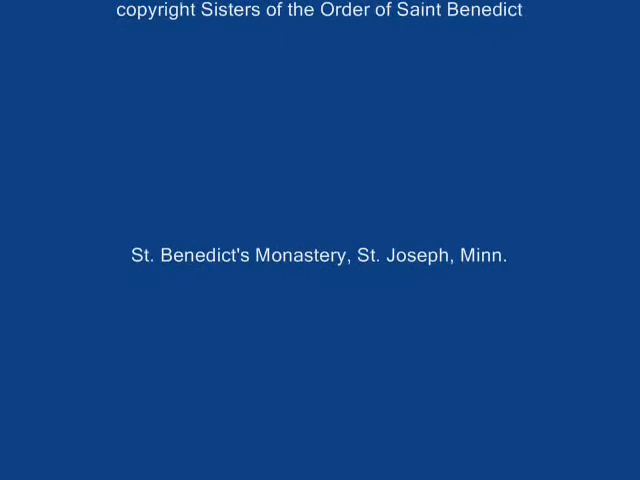 copyright Sisters of the Order of Saint Benedict
St. Benedict's Monastery, St. Joseph, Minn.